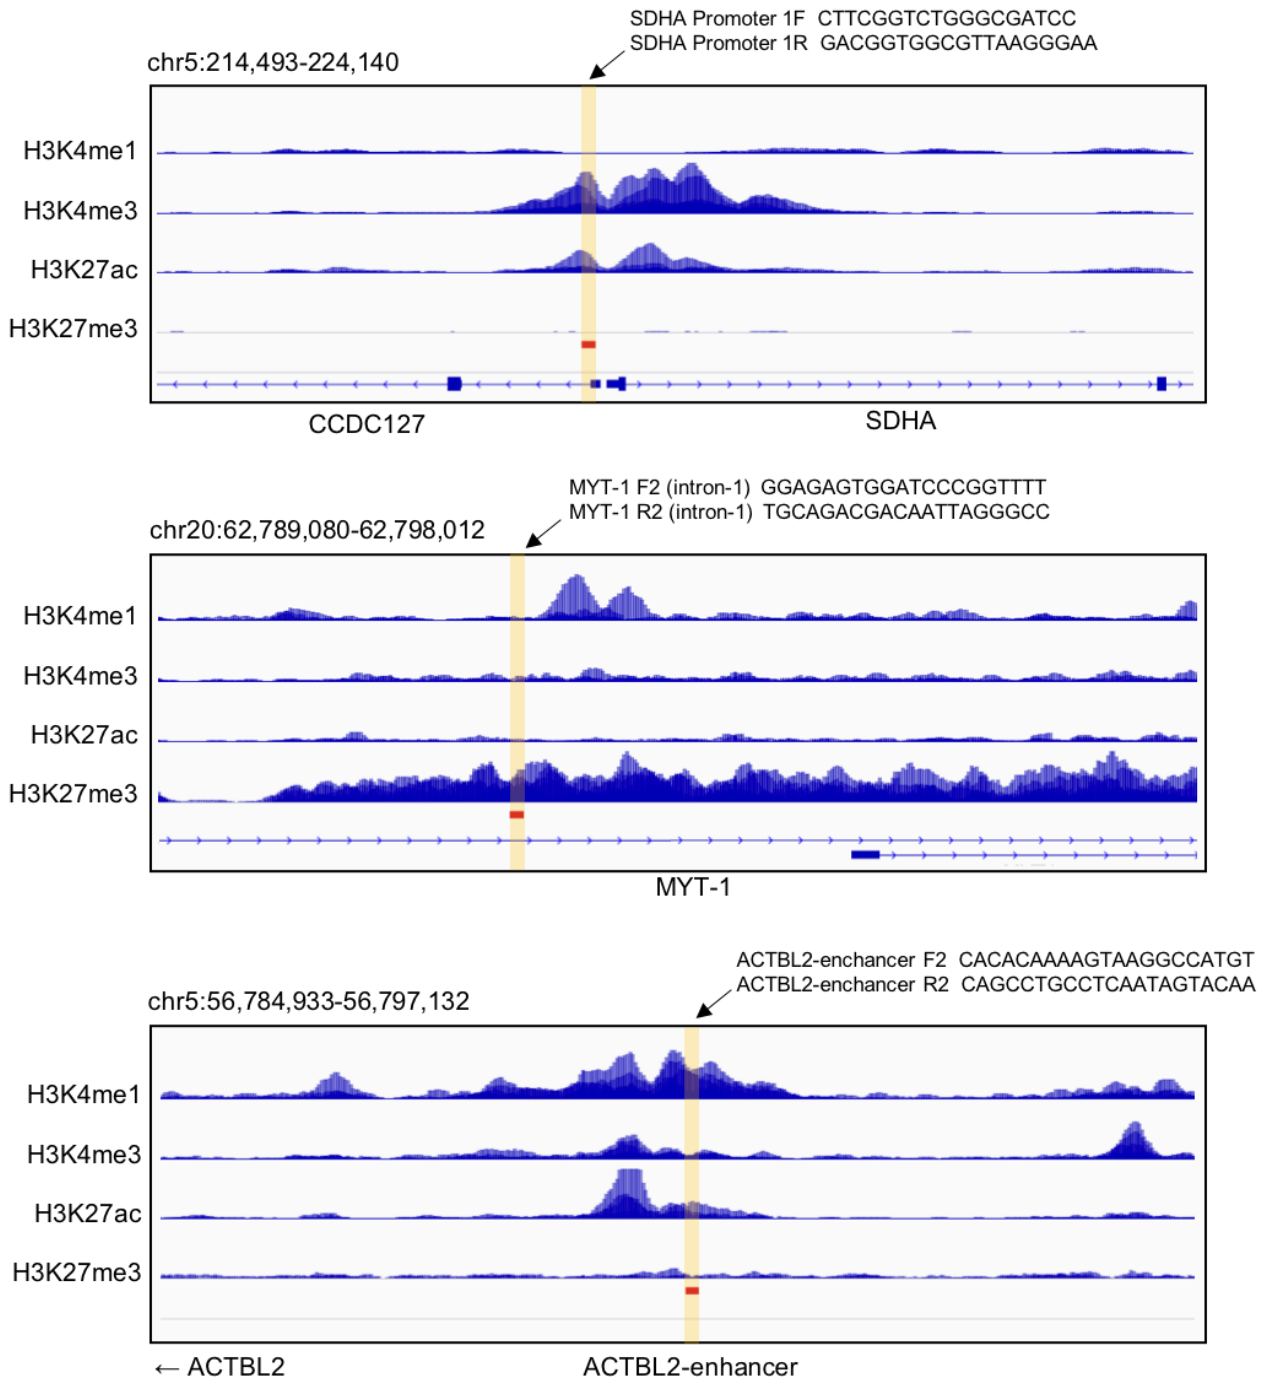 SDHA Promoter 1F CTTCGGTCTGGGCGATCC
SDHA Promoter 1R GACGGTGGCGTTAAGGGAA
chr5:214,493-224,140
H3K4me1
H3K4me3
H3K27ac
H3K27me3
CCDC127
SDHA
MYT-1 F2 (intron-1) GGAGAGTGGATCCCGGTTTT
MYT-1 R2 (intron-1) TGCAGACGACAATTAGGGCC
chr20:62,789,080-62,798,012
H3K4me1
H3K4me3
H3K27ac
H3K27me3
MYT-1
ACTBL2-enchancer F2 CACACAAAAGTAAGGCCATGT
ACTBL2-enchancer R2 CAGCCTGCCTCAATAGTACAA
chr5:56,784,933-56,797,132
H3K4me1
H3K4me3
H3K27ac
H3K27me3
← ACTBL2
ACTBL2-enhancer